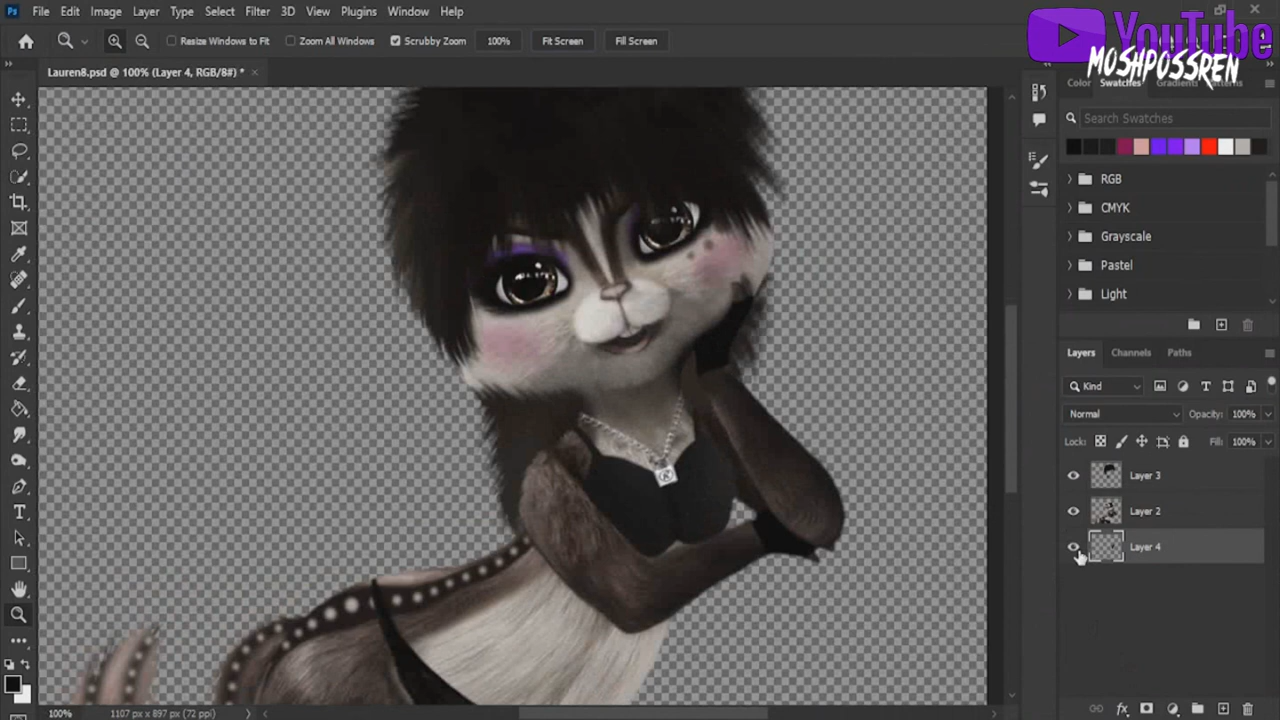 Ps File Edit Image Layer Type Select Filter 3D View Plugins Window Help
YouTube
MOSHPOSSREN
Resize Windows to Fit Zoom All Windows Scrubby Zoom 100% Fit Screen Fill Screen
Lauren8.psd @ 100% (Layer 4, RGB/8#) *
Color Swatches Gradients Patterns
Search Swatches
RGB
CMYK
Grayscale
Pastel
Light
Layers Channels Paths
Kind
Normal Opacity: 100%
Lock: Fill: 100%
Layer 3
Layer 2
Layer 4
100% 1107 px x 897 px (72 ppi)